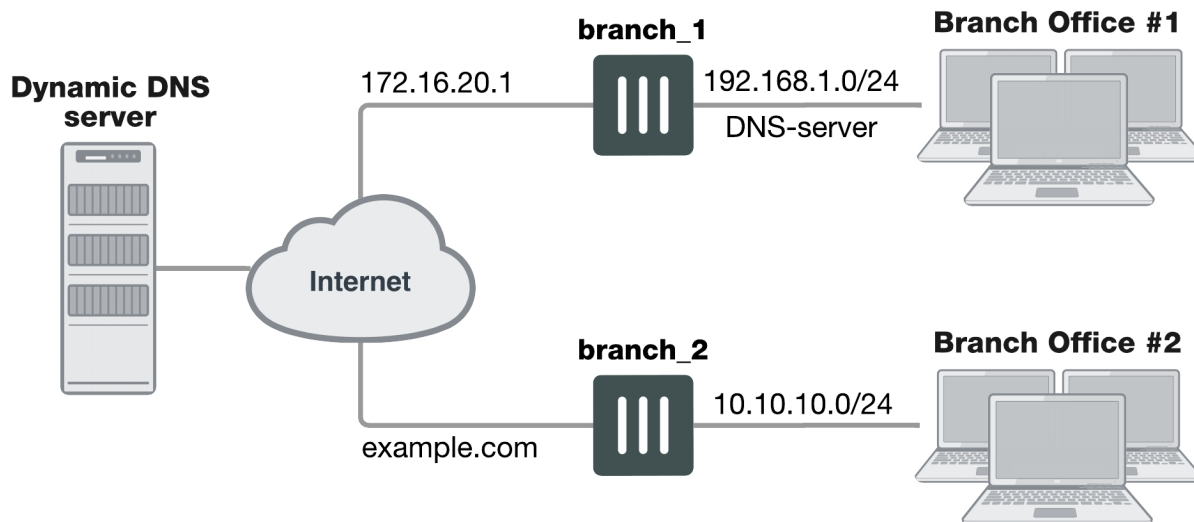 Dynamic DNS
server
branch_1
Branch Office #1
172.16.20.1
192.168.1.0/24
DNS-server
Internet
branch_2
Branch Office #2
10.10.10.0/24
example.com